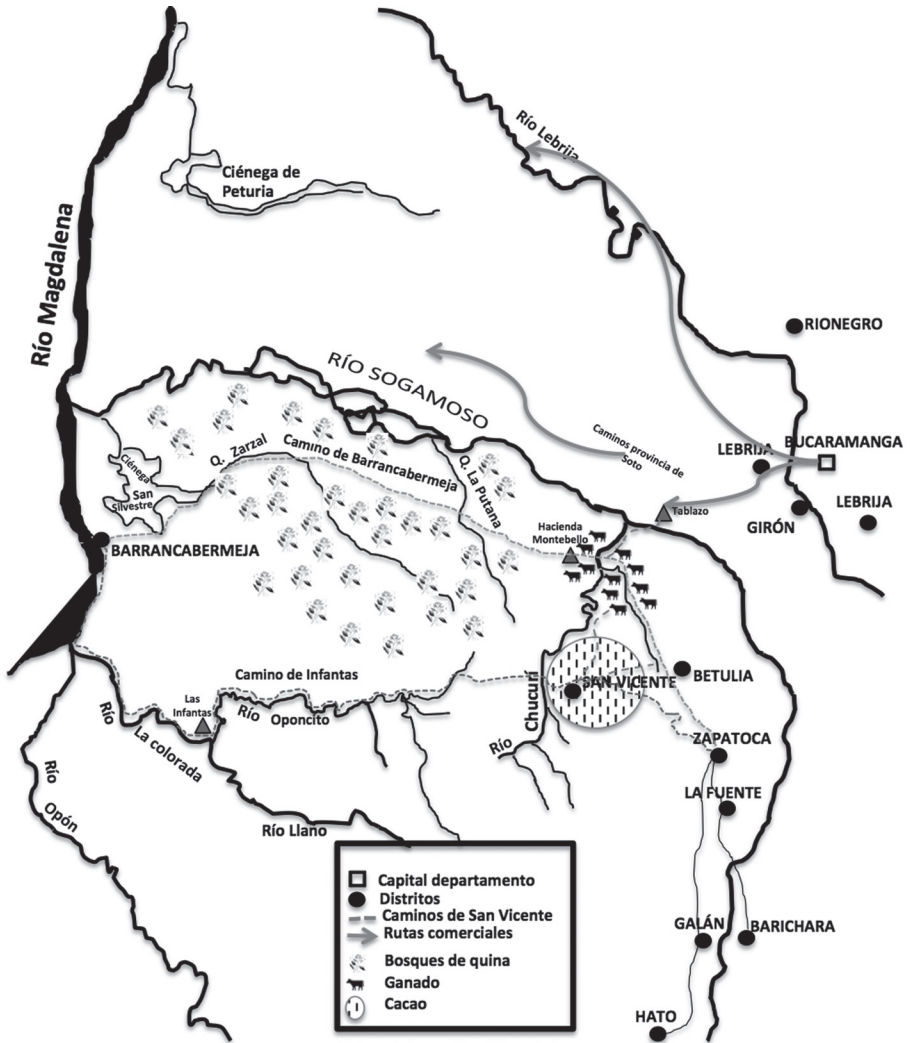 Río Lebrija
Ciénega de
Peturia
Río Magdalena
RIONEGRO
RÍO SOGAMOSO
Caminos provincia de
Soto
BUCARAMANGA
LEBRIJA
Q. Zarzal
Camino de Barrancabermeja
Q. La Putana
Ciénega
San
Silvestre
Tablazo
GIRÓN
LEBRIJA
Hacienda
Montebello
BARRANCABERMEJA
Camino de Infantas
BETULIA
SAN VICENTE
Las
Infantas
Río
Oponcito
Río
La colorada
Río
Chucurí
ZAPATOCA
LA FUENTE
Río
Opón
Río Llano
Capital departamento
Distritos
Caminos de San Vicente
Rutas comerciales
Bosques de quina
Ganado
Cacao
GALÁN
BARICHARA
HATO